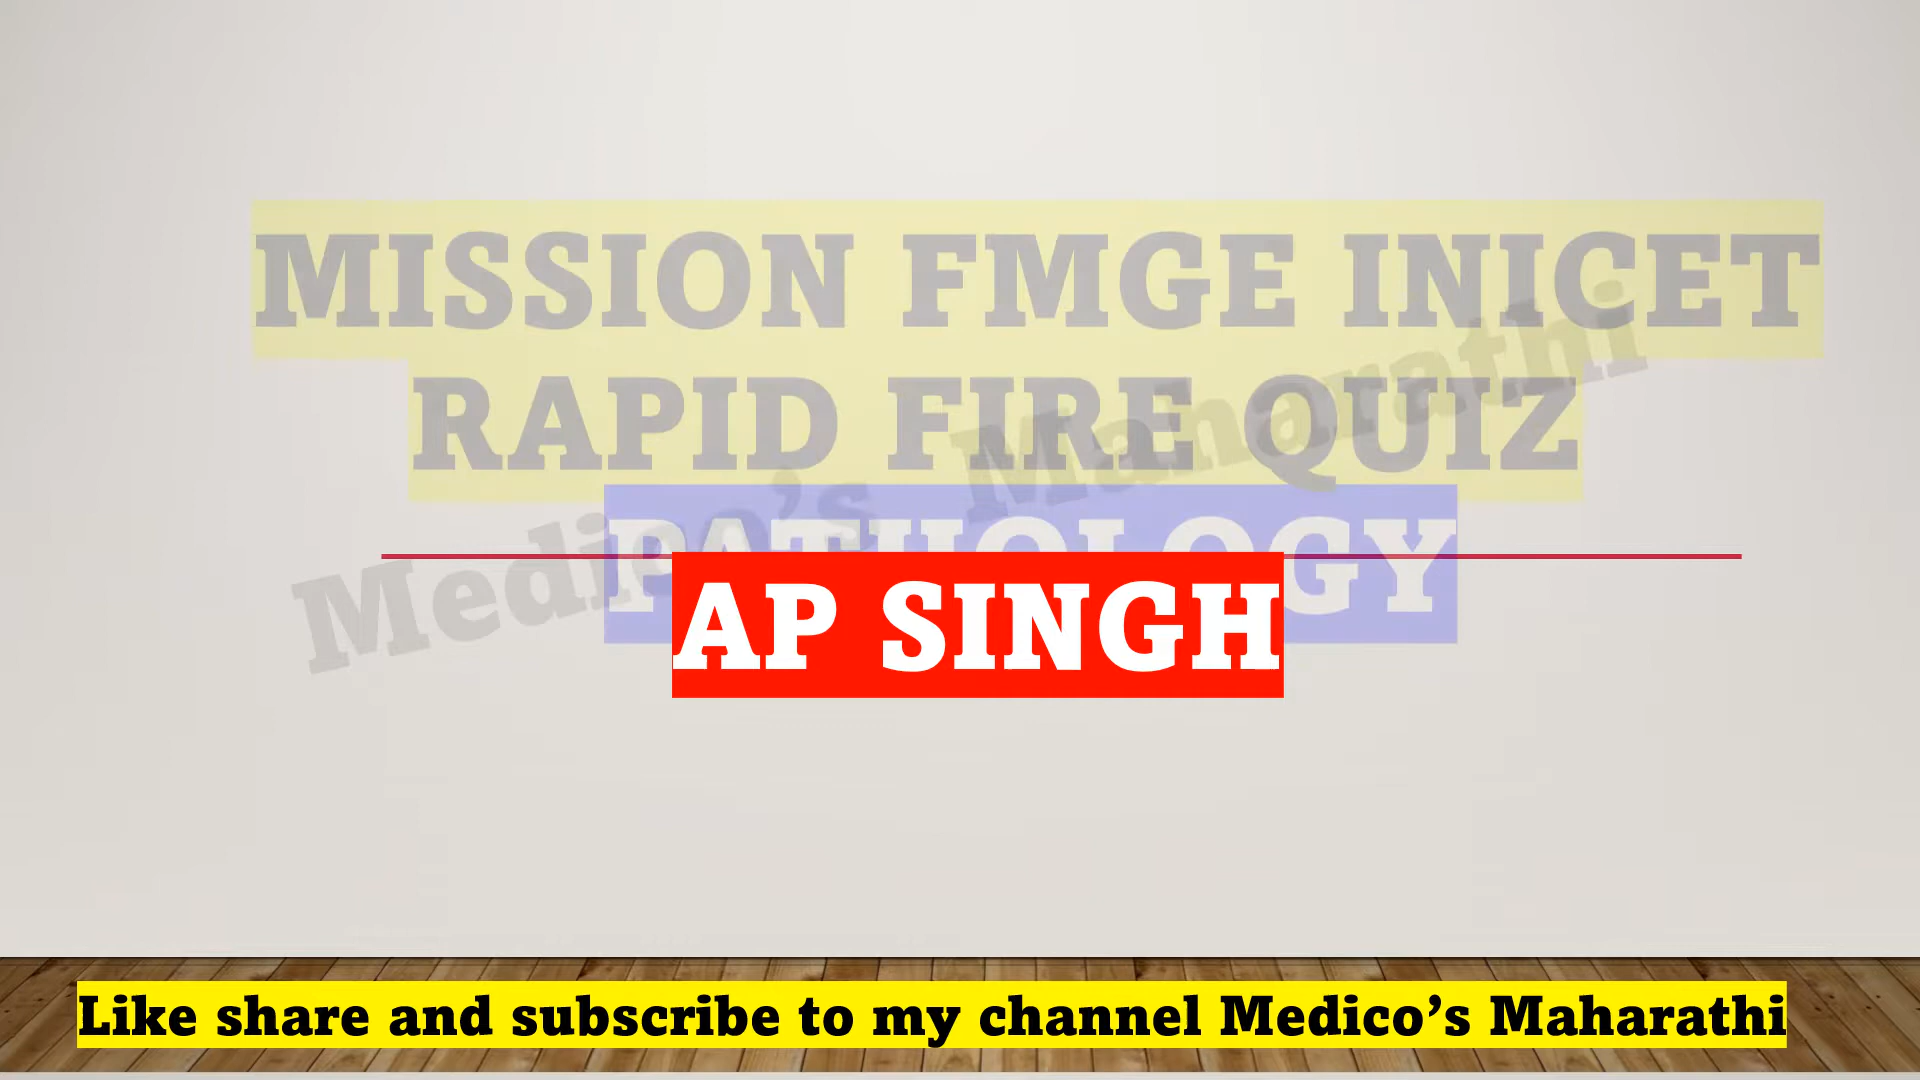 MISSION FMGE INICET
RAPID FIRE QUIZ
PATHOLOGY
AP SINGH
Medico’s Maharathi
Like share and subscribe to my channel Medico’s Maharathi